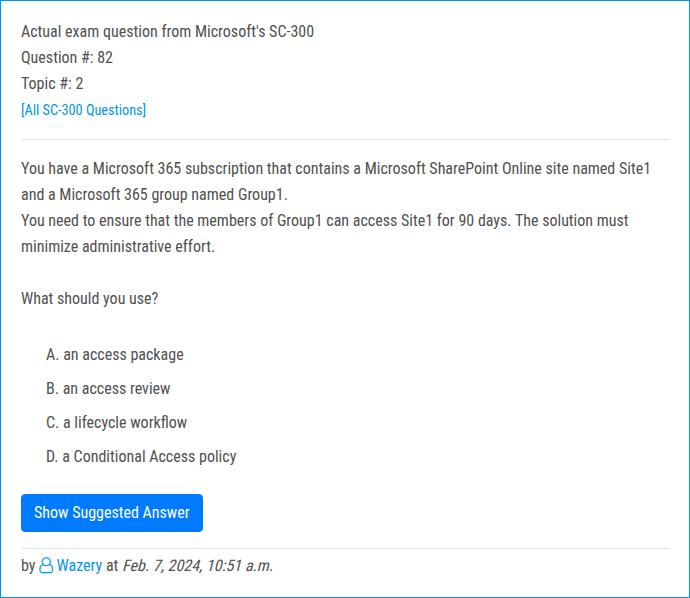 Actual exam question from Microsoft's SC-300
Question #: 82
Topic #: 2
[All SC-300 Questions]
You have a Microsoft 365 subscription that contains a Microsoft SharePoint Online site named Site1
and a Microsoft 365 group named Group1.
You need to ensure that the members of Group1 can access Site1 for 90 days. The solution must
minimize administrative effort.
What should you use?
A. an access package
B. an access review
C. a lifecycle workflow
D. a Conditional Access policy
Show Suggested Answer
by Wazery at Feb. 7, 2024, 10:51 a.m.